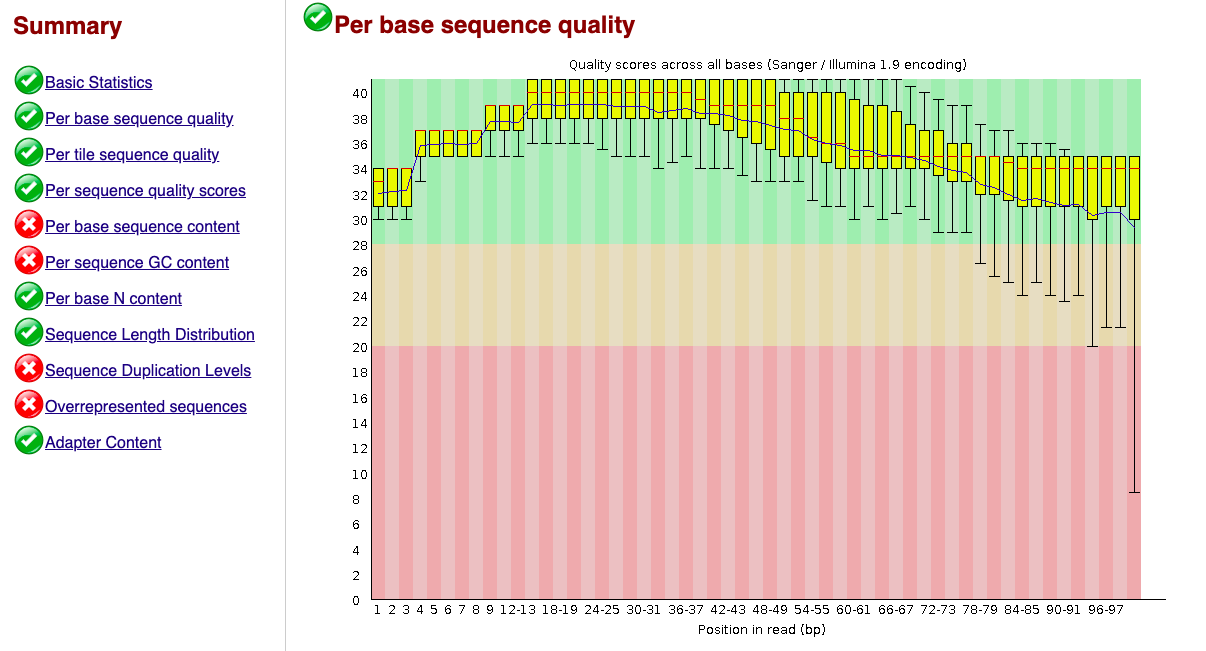 Summary
Basic Statistics
Per base sequence quality
Per tile sequence quality
Per sequence quality scores
Per base sequence content
Per sequence GC content
Per base N content
Sequence Length Distribution
Sequence Duplication Levels
Overrepresented sequences
Adapter Content
Per base sequence quality
Quality scores across all bases (Sanger / Illumina 1.9 encoding)
40
38
36
34
32
30
28
26
24
22
20
18
16
14
12
10
8
6
4
2
0
1 2 3 4 5 6 7 8 9 12-13 18-19 24-25 30-31 36-37 42-43 48-49 54-55 60-61 66-67 72-73 78-79 84-85 90-91 96-97
Position in read (bp)